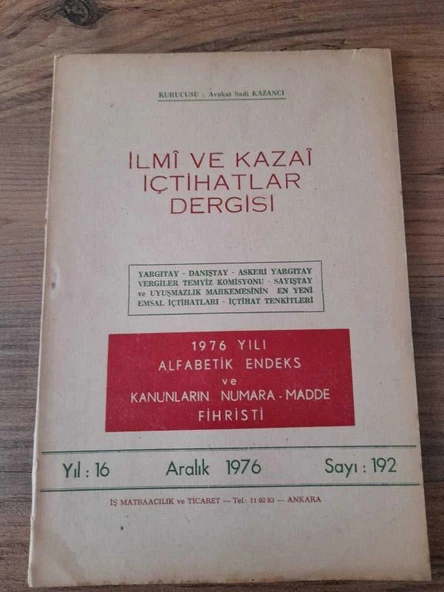 KURUCUSU : Avukat Sadi KAZANCI
İLMÎ VE KAZAÎ
İÇTİHATLAR
DERGİSİ
YARGITAY - DANIŞTAY - ASKERİ YARGITAY
VERGİLER TEMYİZ KOMİSYONU - SAYIŞTAY
ve UYUŞMAZLIK MAHKEMESİNİN EN YENİ
EMSAL İÇTİHATLARI - İÇTİHAT TENKİTLERİ
1976 YILI
ALFABETİK ENDEKS
ve
KANUNLARIN NUMARA - MADDE
FİHRİSTİ
Yıl : 16 Aralık 1976 Sayı : 192
İŞ MATBAACILIK ve TİCARET — Tel : 11 02 83 — ANKARA